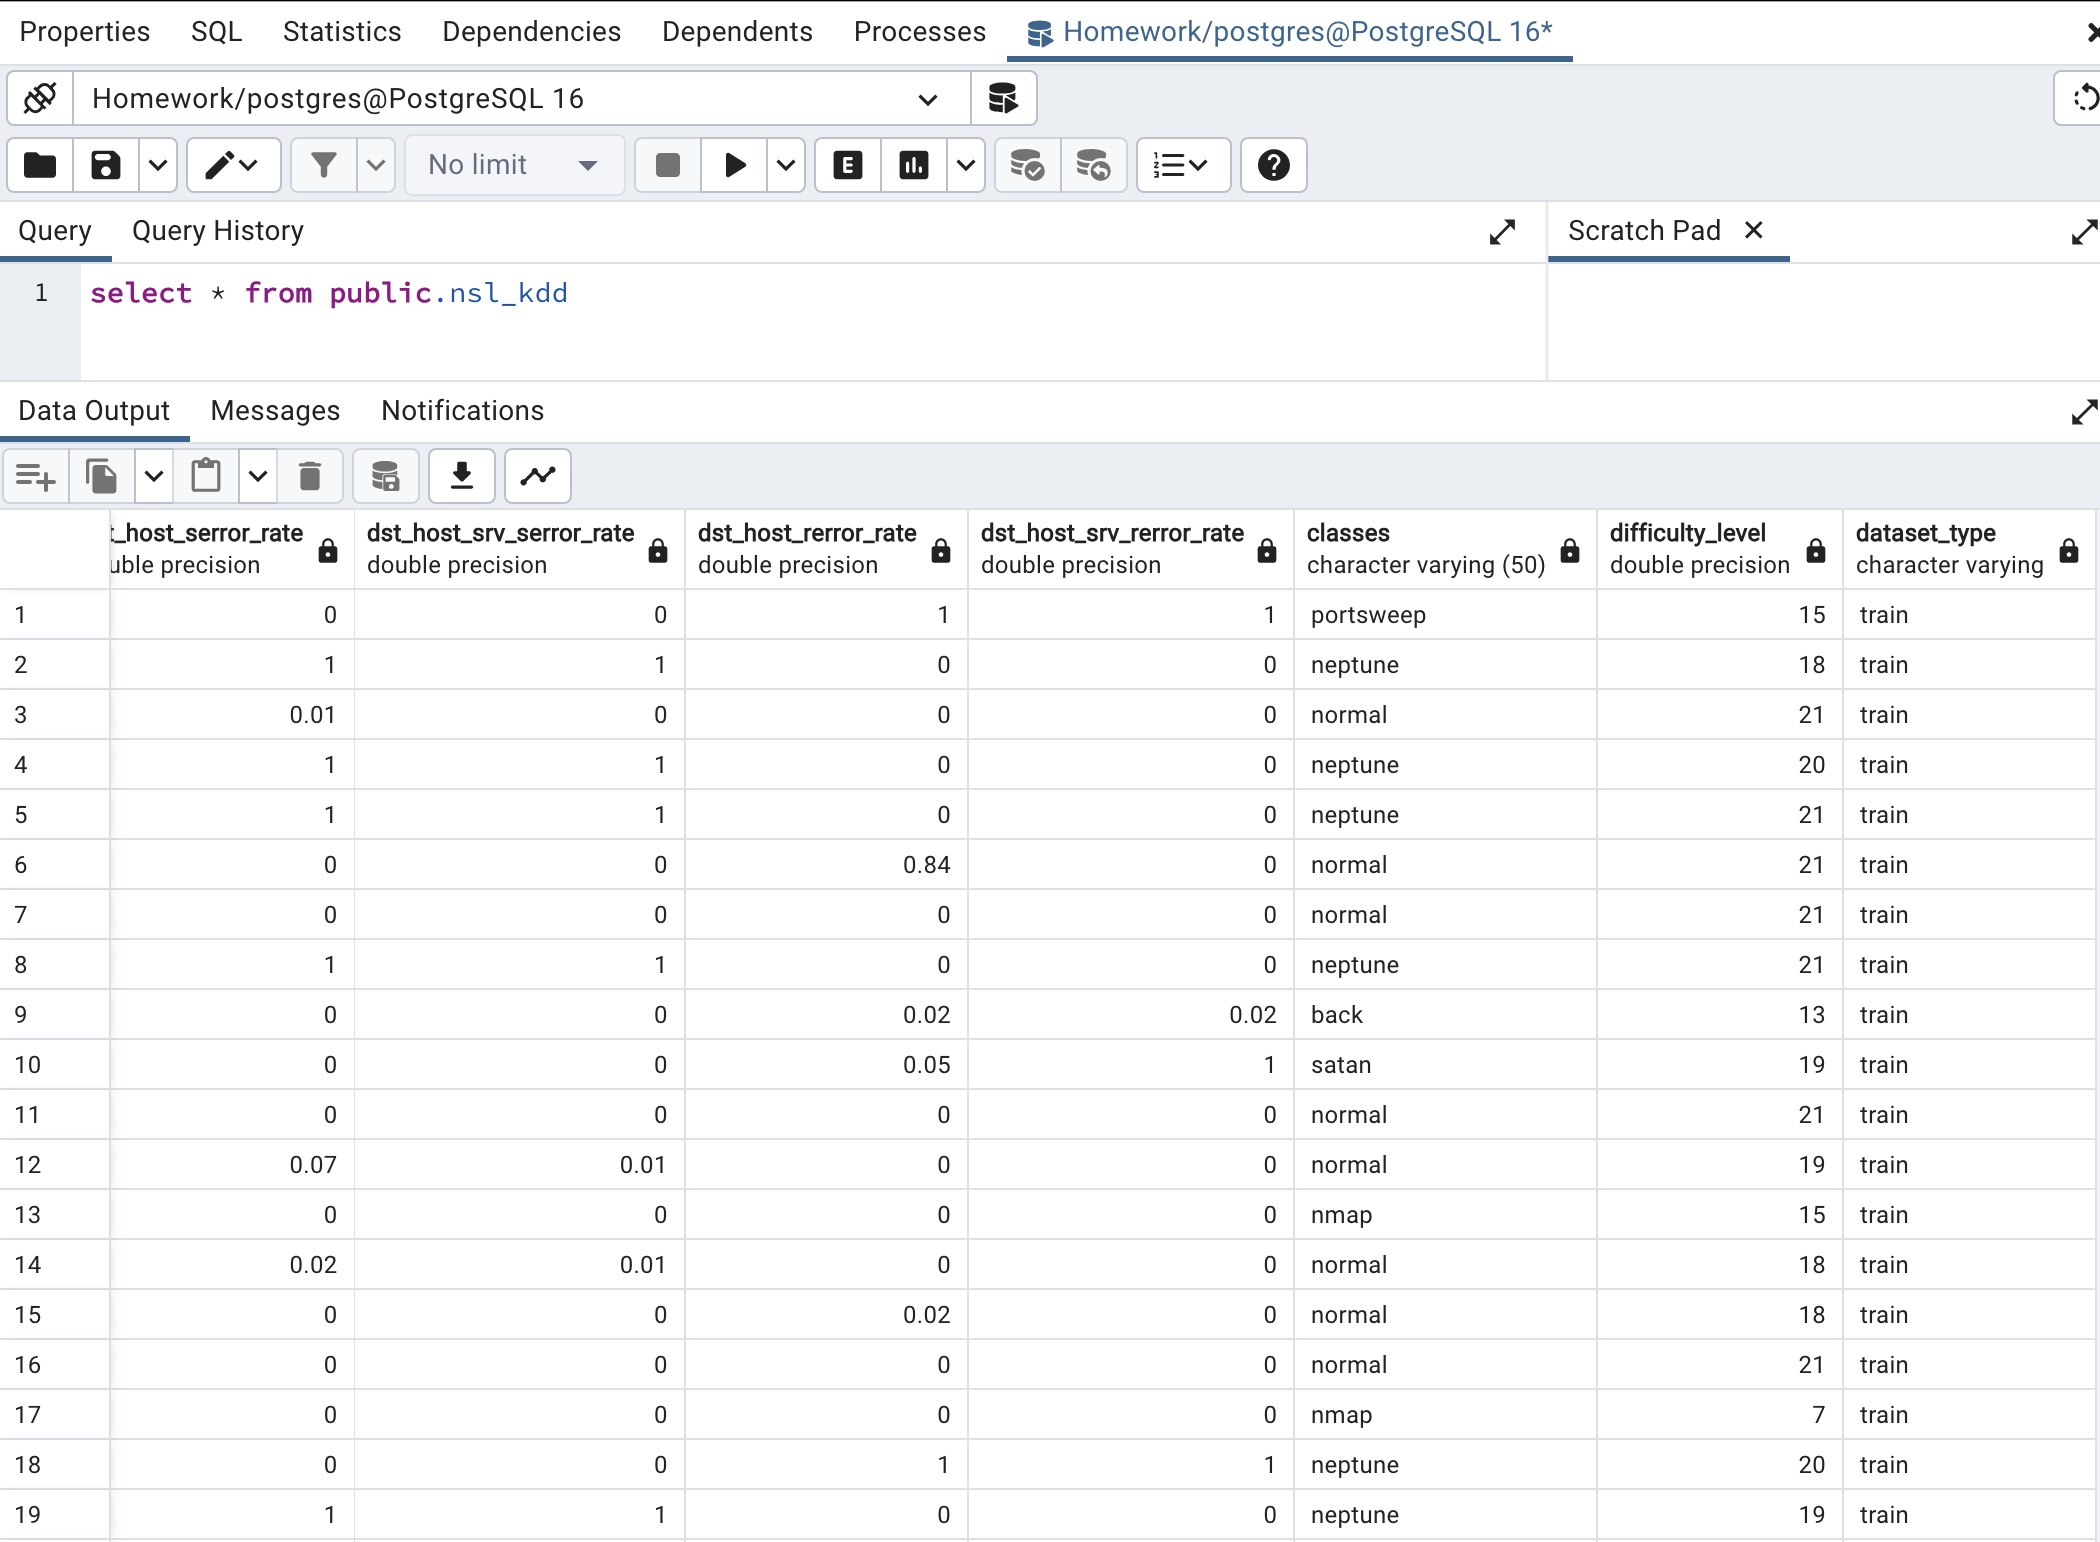 Properties SQL Statistics Dependencies Dependents Processes Homework/postgres@PostgreSQL 16*
Homework/postgres@PostgreSQL 16
No limit E
Query Query History Scratch Pad
1 select * from public.nsl_kdd
Data Output Messages Notifications
t_host_serror_rate dst_host_srv_serror_rate dst_host_rerror_rate dst_host_srv_rerror_rate classes difficulty_level dataset_type
uble precision double precision double precision double precision character varying (50) double precision character varying
1 0 0 1 1 portsweep 15 train
2 1 1 0 0 neptune 18 train
3 0.01 0 0 0 normal 21 train
4 1 1 0 0 neptune 20 train
5 1 1 0 0 neptune 21 train
6 0 0 0.84 0 normal 21 train
7 0 0 0 0 normal 21 train
8 1 1 0 0 neptune 21 train
9 0 0 0.02 0.02 back 13 train
10 0 0 0.05 1 satan 19 train
11 0 0 0 0 normal 21 train
12 0.07 0.01 0 0 normal 19 train
13 0 0 0 0 nmap 15 train
14 0.02 0.01 0 0 normal 18 train
15 0 0 0.02 0 normal 18 train
16 0 0 0 0 normal 21 train
17 0 0 0 0 nmap 7 train
18 0 0 1 1 neptune 20 train
19 1 1 0 0 neptune 19 train